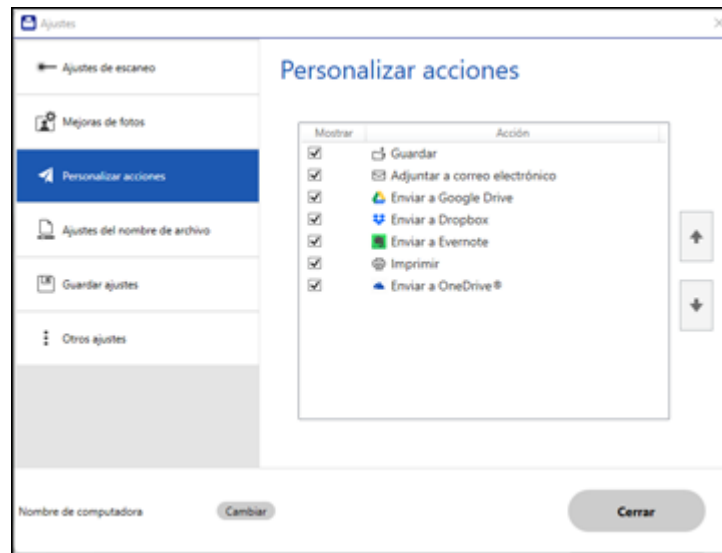 Ajustes
Ajustes de escaneo
Mejoras de fotos
Personalizar acciones
Ajustes del nombre de archivo
Guardar ajustes
Otros ajustes
Personalizar acciones
Mostrar Acción
Guardar
Adjuntar a correo electrónico
Enviar a Google Drive
Enviar a Dropbox
Enviar a Evernote
Imprimir
Enviar a OneDrive®
Nombre de computadora Cambiar Cerrar